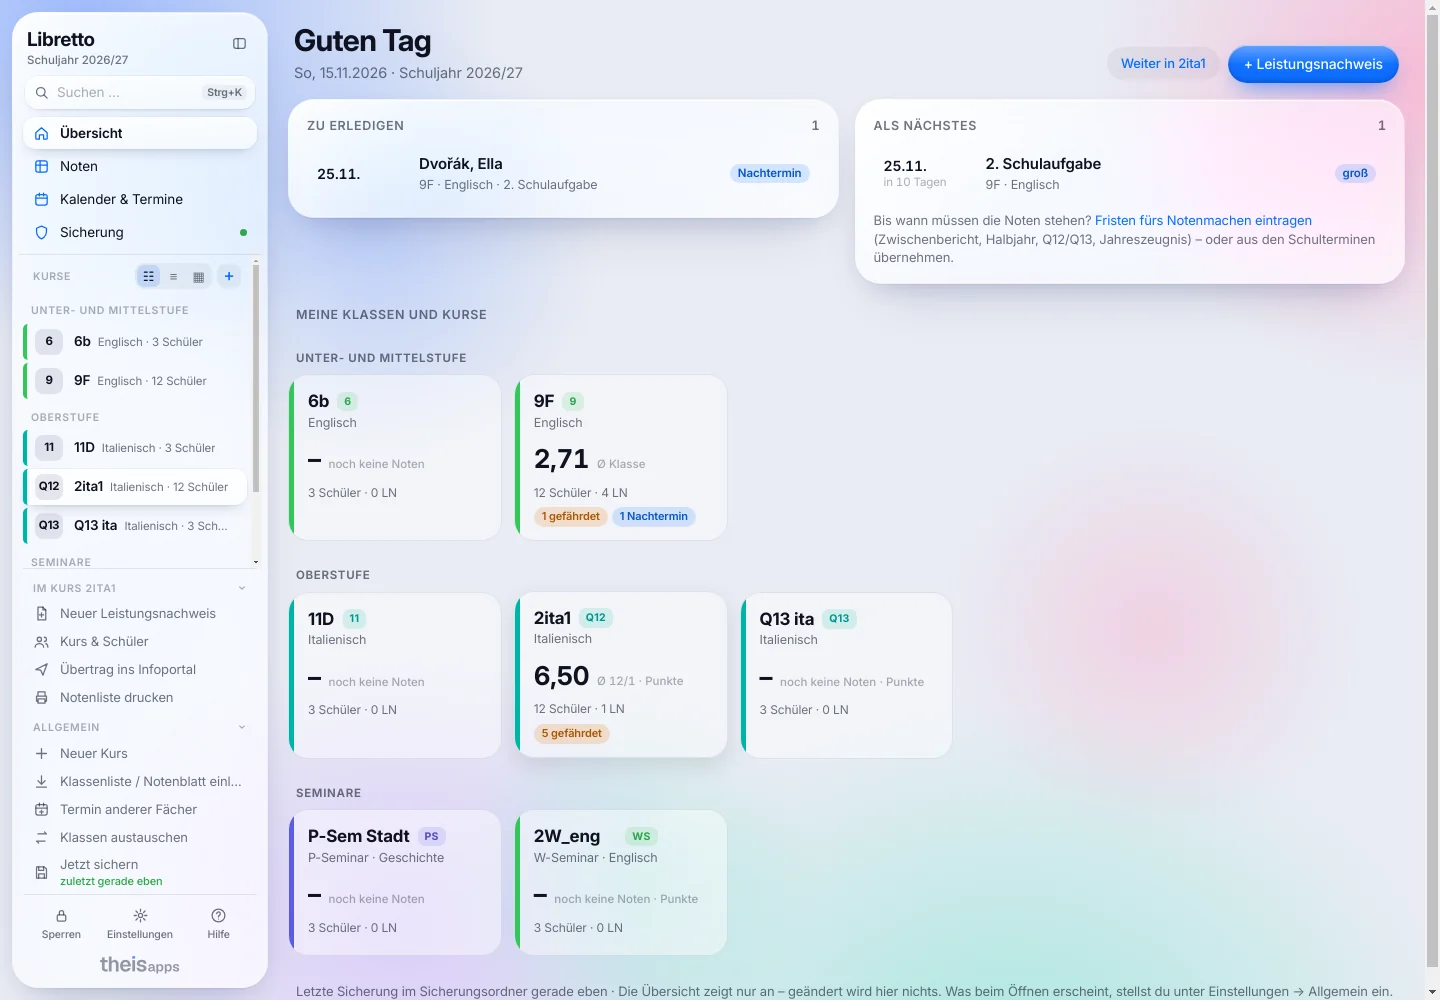 Libretto
Schuljahr 2026/27
Suchen ... Strg+K
Übersicht
Noten
Kalender & Termine
Sicherung
KURSE
UNTER- UND MITTELSTUFE
6 6b Englisch · 3 Schüler
9 9F Englisch · 12 Schüler
OBERSTUFE
11 11D Italienisch · 3 Schüler
Q12 2ita1 Italienisch · 12 Schüler
Q13 Q13 ita Italienisch · 3 Sch...
SEMINARE
IM KURS 2ITA1
Neuer Leistungsnachweis
Kurs & Schüler
Übertrag ins Infoportal
Notenliste drucken
ALLGEMEIN
Neuer Kurs
Klassenliste / Notenblatt einl...
Termin anderer Fächer
Klassen austauschen
Jetzt sichern
zuletzt gerade eben
Sperren Einstellungen Hilfe
theisapps
Guten Tag
So, 15.11.2026 · Schuljahr 2026/27
Weiter in 2ita1
+ Leistungsnachweis
ZU ERLEDIGEN 1
25.11.
Dvořák, Ella
9F · Englisch · 2. Schulaufgabe
Nachtermin
ALS NÄCHSTES 1
25.11.
in 10 Tagen
2. Schulaufgabe
9F · Englisch
groß
Bis wann müssen die Noten stehen? Fristen fürs Notenmachen eintragen
(Zwischenbericht, Halbjahr, Q12/Q13, Jahreszeugnis) – oder aus den Schulterminen
übernehmen.
MEINE KLASSEN UND KURSE
UNTER- UND MITTELSTUFE
6b 6
Englisch
– noch keine Noten
3 Schüler · 0 LN
9F 9
Englisch
2,71 Ø Klasse
12 Schüler · 4 LN
1 gefährdet 1 Nachtermin
OBERSTUFE
11D 11
Italienisch
– noch keine Noten
3 Schüler · 0 LN
2ita1 Q12
Italienisch
6,50 Ø 12/1 · Punkte
12 Schüler · 1 LN
5 gefährdet
Q13 ita Q13
Italienisch
– noch keine Noten · Punkte
3 Schüler · 0 LN
SEMINARE
P-Sem Stadt PS
P-Seminar · Geschichte
– noch keine Noten
3 Schüler · 0 LN
2W_eng WS
W-Seminar · Englisch
– noch keine Noten · Punkte
3 Schüler · 0 LN
Letzte Sicherung im Sicherungsordner gerade eben · Die Übersicht zeigt nur an – geändert wird hier nichts. Was beim Öffnen erscheint, stellst du unter Einstellungen → Allgemein ein.